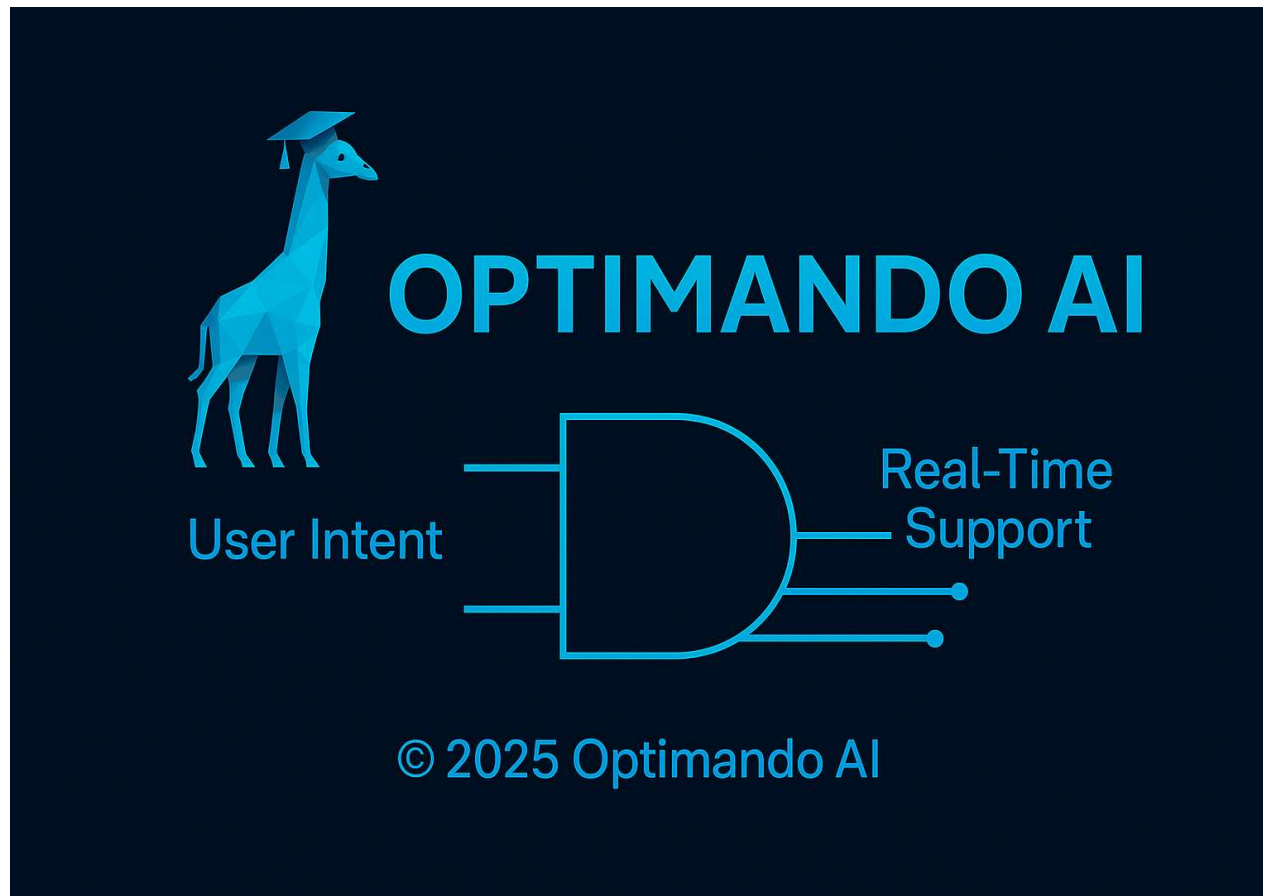 OPTIMANDO AI
User Intent
Real-Time
Support
© 2025 Optimando AI